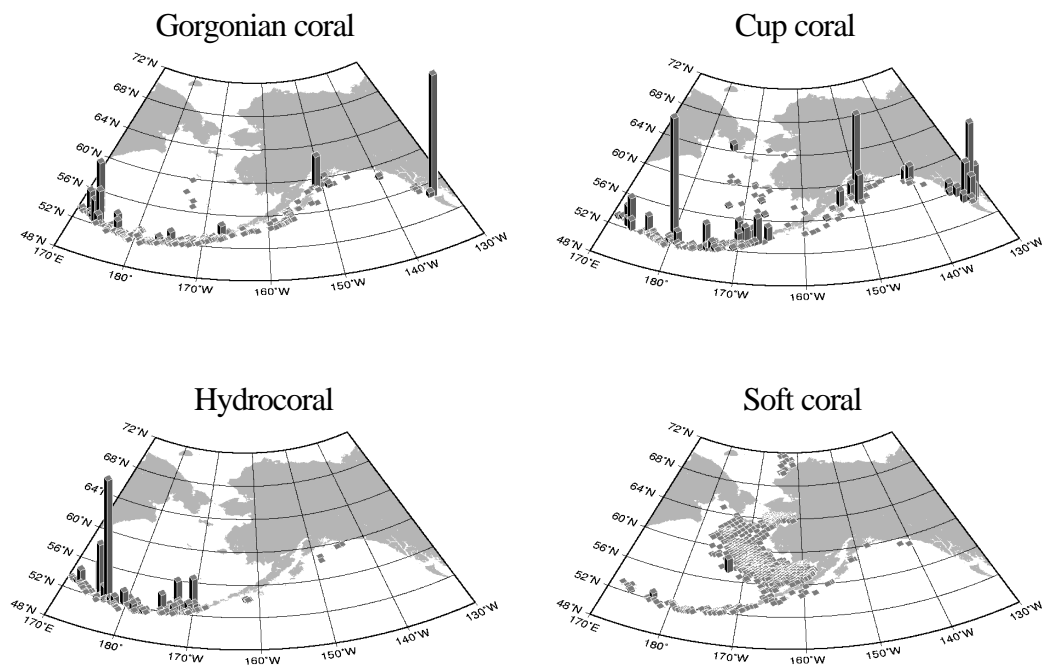 Gorgonian coral
72°N
68°N
64°N
60°N
56°N
52°N
48°N
170°E
180°
170°W
160°W
150°W
140°W
130°W
Cup coral
72°N
68°N
64°N
60°N
56°N
52°N
48°N
170°E
180°
170°W
160°W
150°W
140°W
130°W
Hydrocoral
72°N
68°N
64°N
60°N
56°N
52°N
48°N
170°E
180°
170°W
160°W
150°W
140°W
130°W
Soft coral
72°N
68°N
64°N
60°N
56°N
52°N
48°N
170°E
180°
170°W
160°W
150°W
140°W
130°W